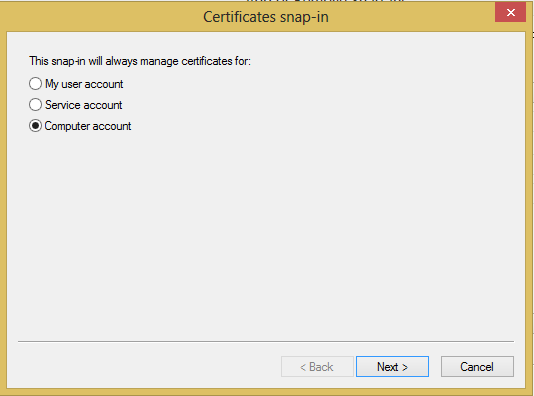 Certificates snap-in
This snap-in will always manage certificates for:
My user account
Service account
Computer account
< Back
Next >
Cancel